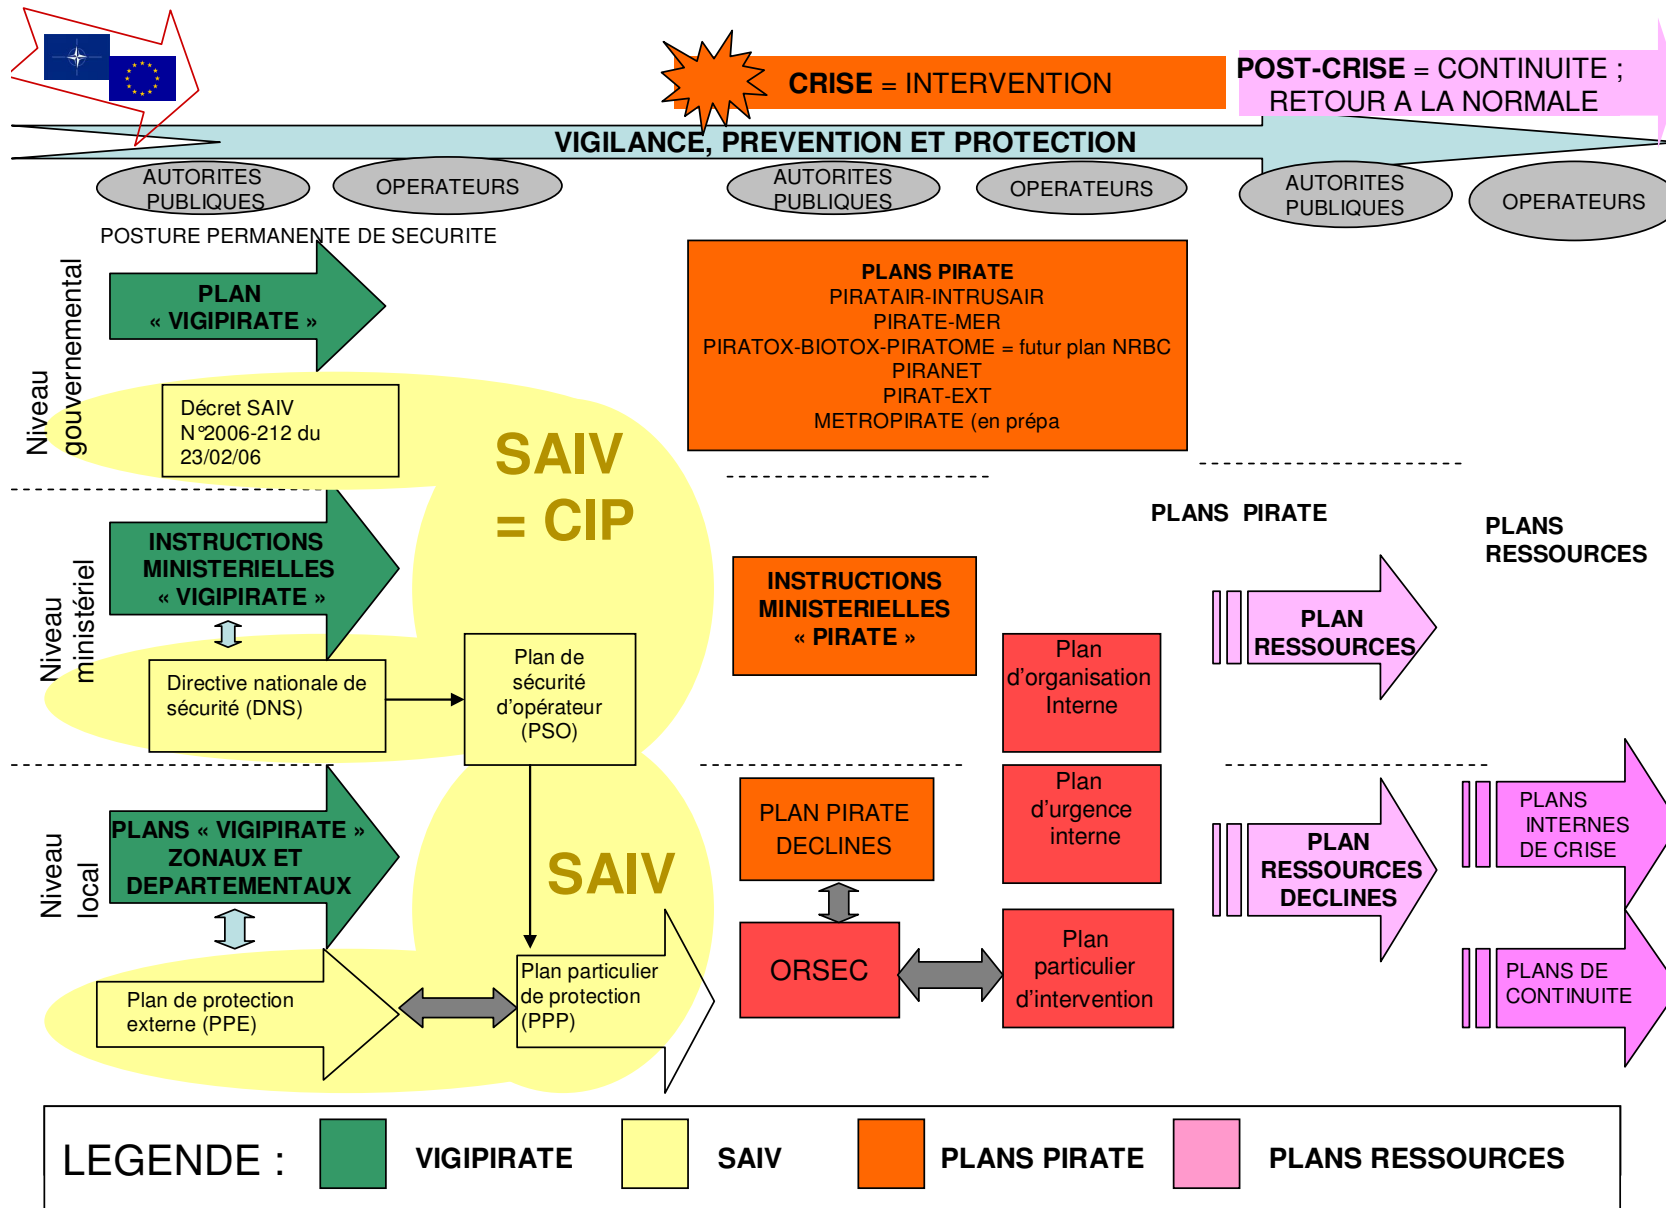 CRISE = INTERVENTION
POST-CRISE = CONTINUITE ;
RETOUR A LA NORMALE
VIGILANCE, PREVENTION ET PROTECTION
AUTORITES
PUBLIQUES
OPERATEURS
AUTORITES
PUBLIQUES
OPERATEURS
AUTORITES
PUBLIQUES
OPERATEURS
POSTURE PERMANENTE DE SECURITE
Niveau
gouvernemental
PLAN
« VIGIPIRATE »
Décret SAIV
N°2006-212 du
23/02/06
SAIV
= CIP
PLANS PIRATE
PIRATAIR-INTRUSAIR
PIRATE-MER
PIRATOX-BIOTOX-PIRATOME = futur plan NRBC
PIRANET
PIRAT-EXT
METROPIRATE (en prépa
Niveau
ministériel
INSTRUCTIONS
MINISTERIELLES
« VIGIPIRATE »
Directive nationale de
sécurité (DNS)
Plan de
sécurité
d'opérateur
(PSO)
INSTRUCTIONS
MINISTERIELLES
« PIRATE »
Plan
d'organisation
Interne
PLANS PIRATE
PLANS
RESSOURCES
PLAN
RESSOURCES
Niveau
local
PLANS « VIGIPIRATE »
ZONAUX ET
DEPARTEMENTAUX
SAIV
Plan de protection
externe (PPE)
Plan particulier
de protection
(PPP)
PLAN PIRATE
DECLINES
Plan
d'urgence
interne
ORSEC
Plan
particulier
d'intervention
PLAN
RESSOURCES
DECLINES
PLANS
INTERNES
DE CRISE
PLANS DE
CONTINUITE
LEGENDE :
VIGIPIRATE
SAIV
PLANS PIRATE
PLANS RESSOURCES